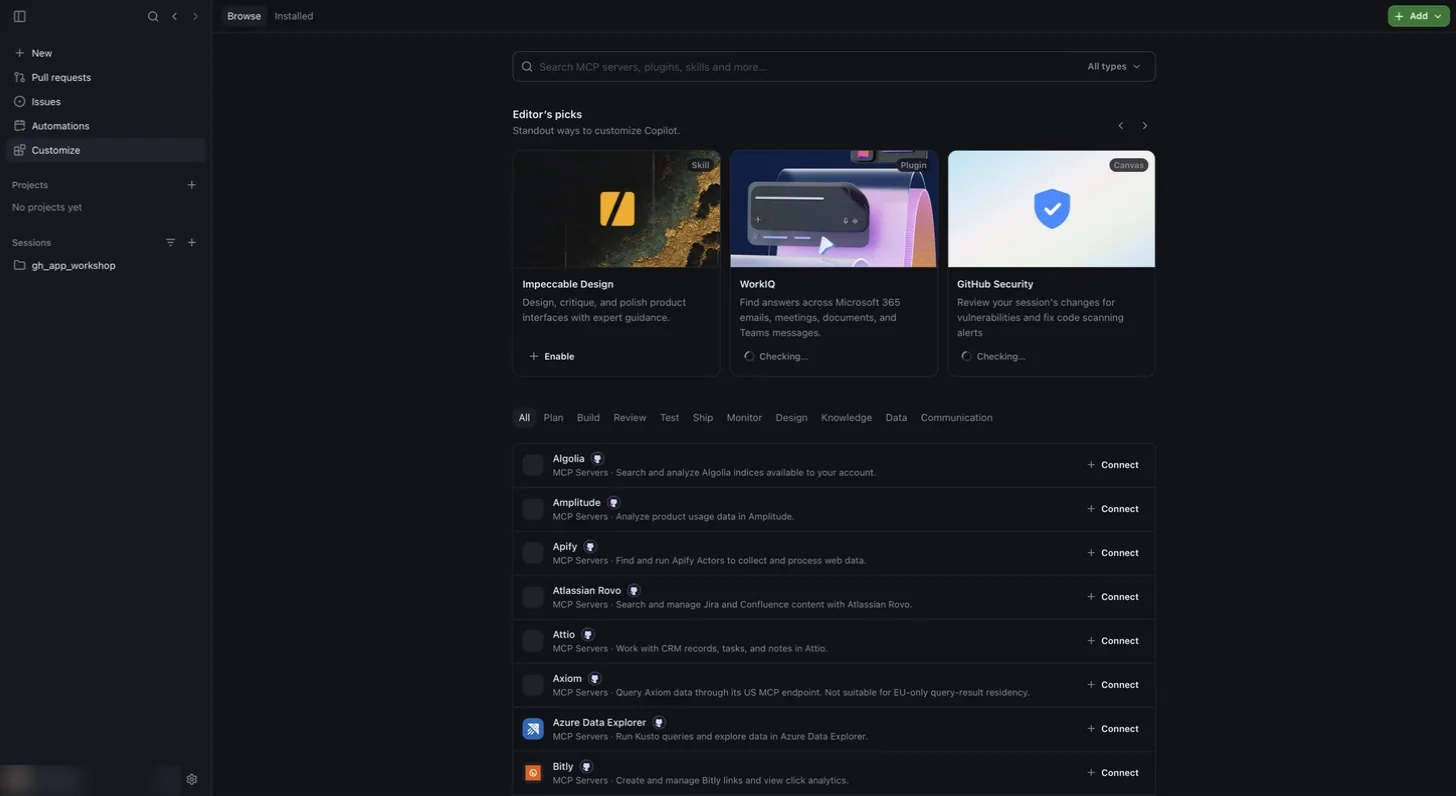 Browse
Installed
Add
New
Pull requests
Issues
Automations
Customize
Projects
No projects yet
Sessions
gh_app_workshop
Search MCP servers, plugins, skills and more...
All types
Editor's picks
Standout ways to customize Copilot.
Skill
Impeccable Design
Design, critique, and polish product
interfaces with expert guidance.
Enable
Plugin
WorkIQ
Find answers across Microsoft 365
emails, meetings, documents, and
Teams messages.
Checking...
Canvas
GitHub Security
Review your session's changes for
vulnerabilities and fix code scanning
alerts
Checking...
All Plan Build Review Test Ship Monitor Design Knowledge Data Communication
Algolia
MCP Servers · Search and analyze Algolia indices available to your account.
Connect
Amplitude
MCP Servers · Analyze product usage data in Amplitude.
Connect
Apify
MCP Servers · Find and run Apify Actors to collect and process web data.
Connect
Atlassian Rovo
MCP Servers · Search and manage Jira and Confluence content with Atlassian Rovo.
Connect
Attio
MCP Servers · Work with CRM records, tasks, and notes in Attio.
Connect
Axiom
MCP Servers · Query Axiom data through its US MCP endpoint. Not suitable for EU-only query-result residency.
Connect
Azure Data Explorer
MCP Servers · Run Kusto queries and explore data in Azure Data Explorer.
Connect
Bitly
MCP Servers · Create and manage Bitly links and view click analytics.
Connect